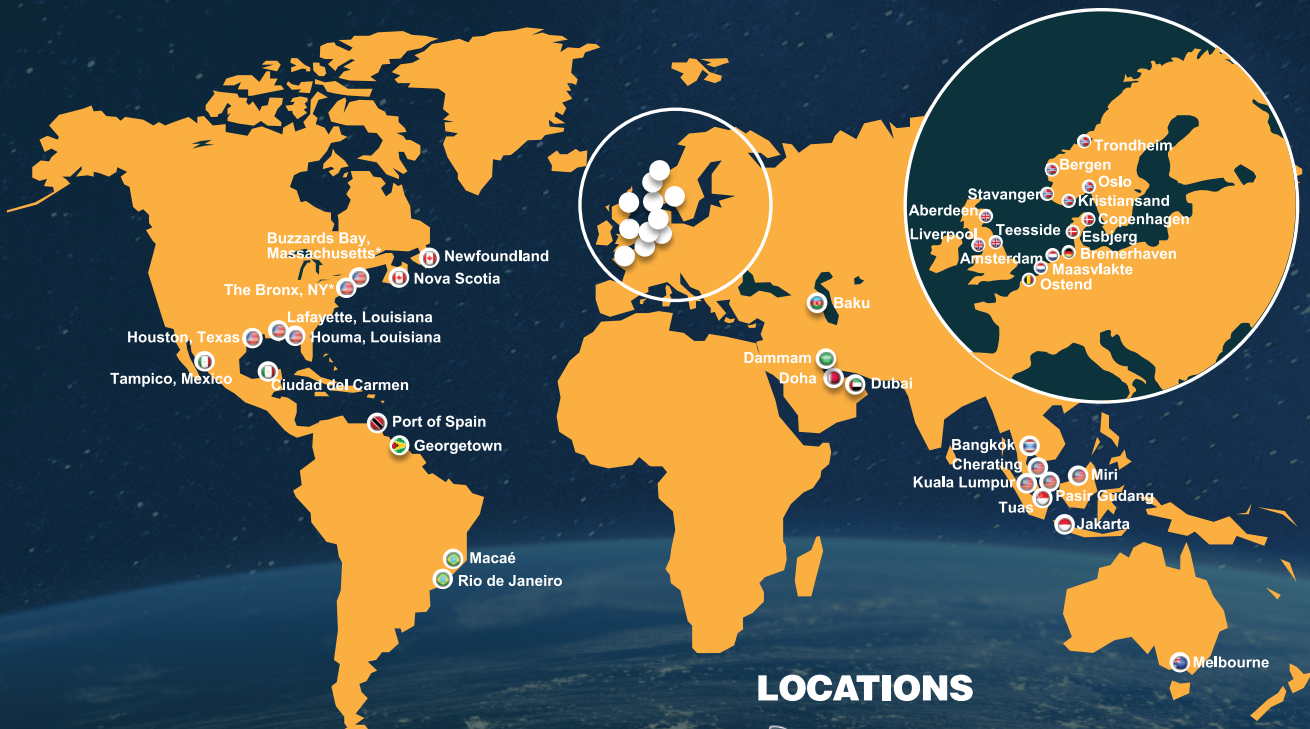 Trondheim
Bergen
Oslo
Stavanger
Kristiansand
Aberdeen
Copenhagen
Liverpool
Teesside
Esbjerg
Amsterdam
Bremerhaven
Maasvlakte
Ostend
Buzzards Bay,
Massachusetts*
Newfoundland
Nova Scotia
The Bronx, NY*
Lafayette, Louisiana
Houston, Texas
Houma, Louisiana
Tampico, Mexico
Ciudad del Carmen
Port of Spain
Georgetown
Macaé
Rio de Janeiro
Baku
Dammam
Doha
Dubai
Bangkok
Cherating
Kuala Lumpur
Miri
Pasir Gudang
Tuas
Jakarta
Melbourne
LOCATIONS